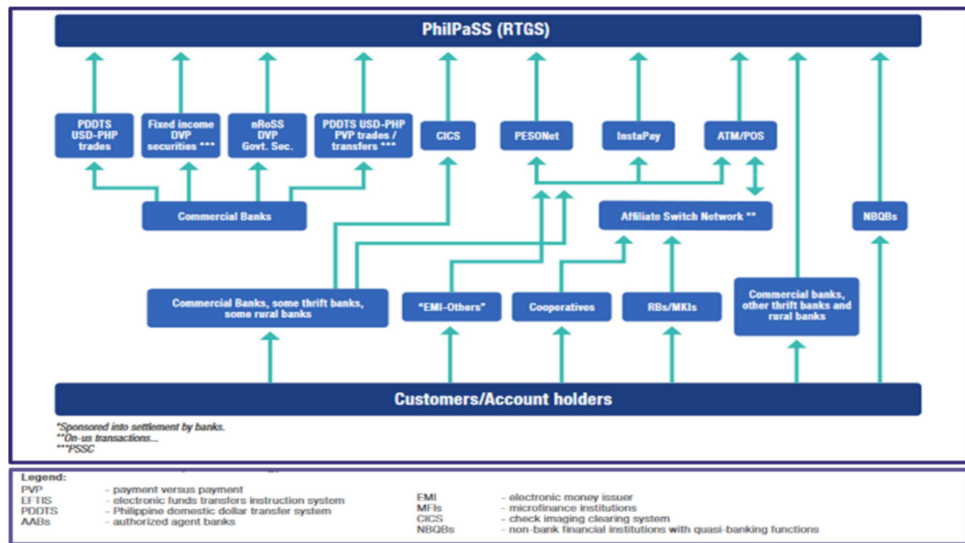 PhilPaSS (RTGS)
PDDTS
USD-PHP
trades
Fixed income
DVP
securities ***
nRoSS
DVP
Govt. Sec.
PDDTS USD-PHP
PVP trades /
transfers ***
CICS
PESONet
InstaPay
ATM/POS
Commercial Banks
Affiliate Switch Network **
NBQBs
Commercial Banks, some thrift banks,
some rural banks
"EMI-Others"
Cooperatives
RBs/MKIs
Commercial banks,
other thrift banks and
rural banks
Customers/Account holders
*Sponsored into settlement by banks.
**On-us transactions...
***PSSC
Legend:
PVP - payment versus payment
EFTIS - electronic funds transfers instruction system
PDDTS - Philippine domestic dollar transfer system
AABs - authorized agent banks
EMI - electronic money issuer
MFIs - microfinance institutions
CICS - check imaging clearing system
NBQBs - non-bank financial institutions with quasi-banking functions